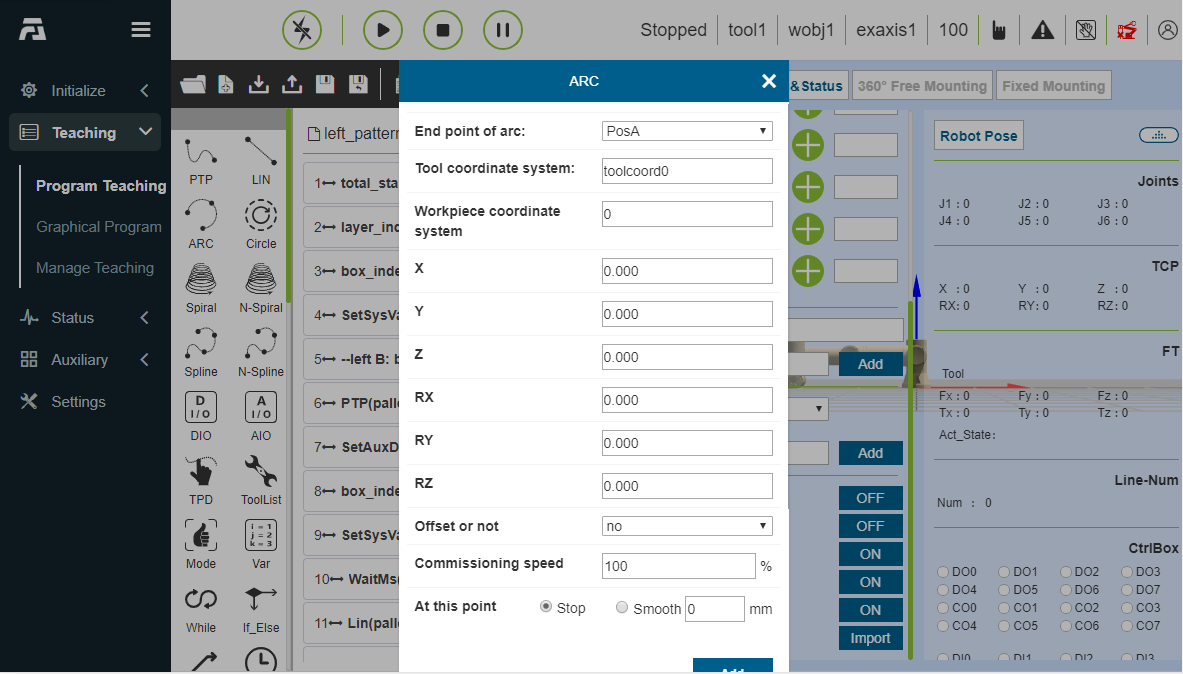 Stopped
tool1
wobj1
exaxis1
100
Initialize
Teaching
Program Teaching
Graphical Program
Manage Teaching
Status
Auxiliary
Settings
PTP
LIN
ARC
Circle
Spiral
N-Spiral
Spline
N-Spline
D
I/O
DIO
A
I/O
AIO
TPD
ToolList
Mode
i = 1
j = 2
k = 3
Var
While
If_Else
left_pattern
1 total_sta
2 layer_ind
3 box_inde
4 SetSysVa
5 --left B: b
6 PTP(palle
7 SetAuxD
8 box_inde
9 SetSysVa
10 WaitMs(
11 Lin(palle
ARC
End point of arc: PosA
Tool coordinate system: toolcoord0
Workpiece coordinate
system
0
X 0.000
Y 0.000
Z 0.000
RX 0.000
RY 0.000
RZ 0.000
Offset or not no
Commissioning speed 100 %
At this point Stop Smooth 0 mm
Add
& Status
360° Free Mounting
Fixed Mounting
Add
Add
OFF
OFF
ON
ON
ON
Import
Robot Pose
Joints
J1 : 0 J2 : 0 J3 : 0
J4 : 0 J5 : 0 J6 : 0
TCP
X : 0 Y : 0 Z : 0
RX: 0 RY: 0 RZ: 0
FT
Tool
Fx : 0 Fy : 0 Fz : 0
Tx : 0 Ty : 0 Tz : 0
Act_State:
Line-Num
Num : 0
CtrlBox
DO0 DO1 DO2 DO3
DO4 DO5 DO6 DO7
CO0 CO1 CO2 CO3
CO4 CO5 CO6 CO7
DI0 DI1 DI2 DI3